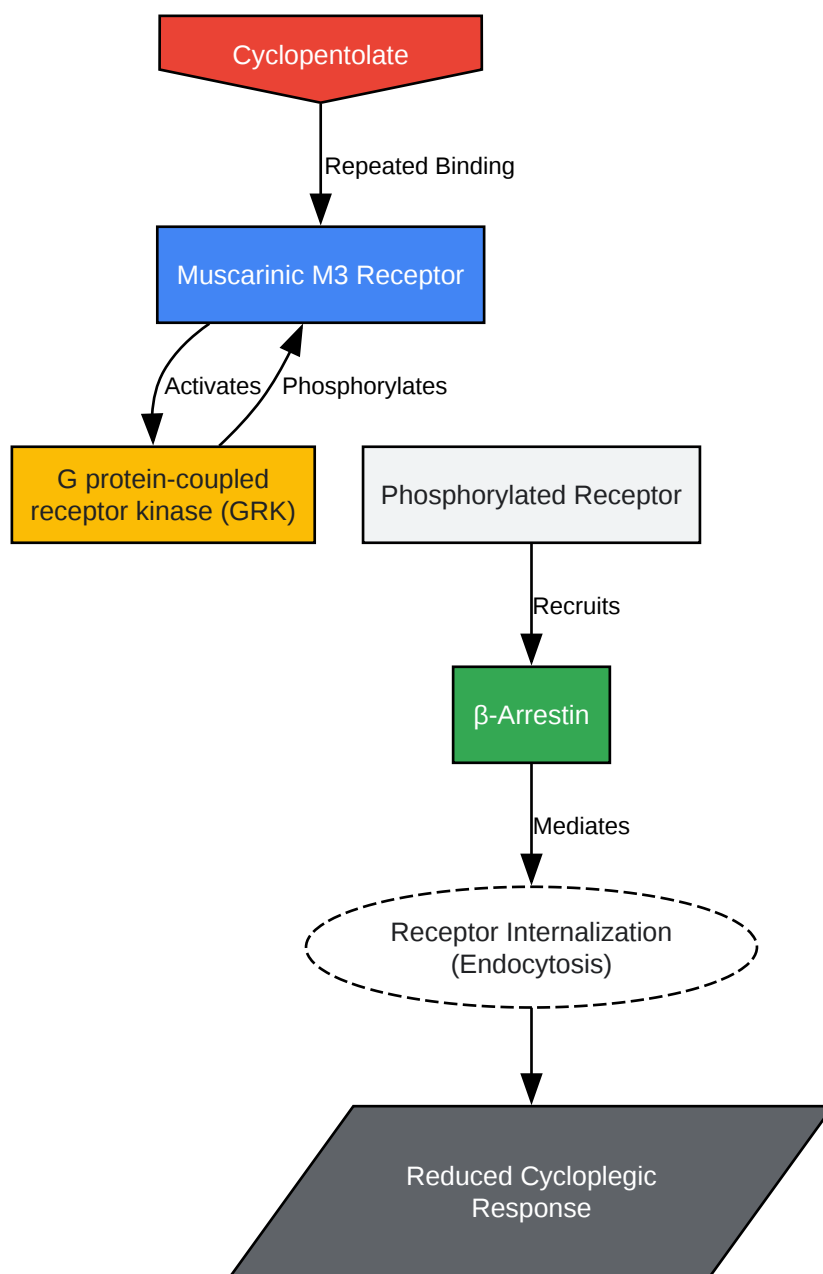 Cyclopentolate
Repeated Binding
Muscarinic M3 Receptor
Activates
Phosphorylates
G protein-coupled
receptor kinase (GRK)
Phosphorylated Receptor
Recruits
β-Arrestin
Mediates
Receptor Internalization
(Endocytosis)
Reduced Cycloplegic
Response